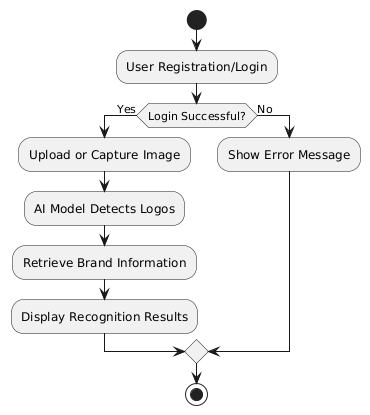 User Registration/Login
Yes
Login Successful?
No
Upload or Capture Image
Show Error Message
AI Model Detects Logos
Retrieve Brand Information
Display Recognition Results